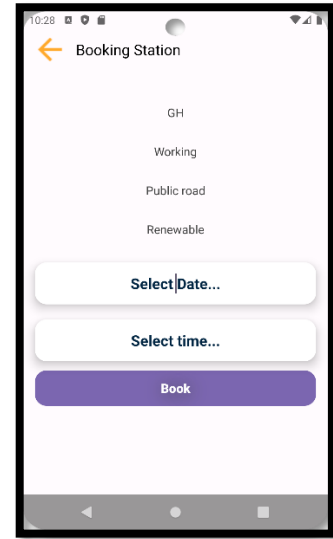 10:28
Booking Station
GH
Working
Public road
Renewable
Select Date...
Select time...
Book